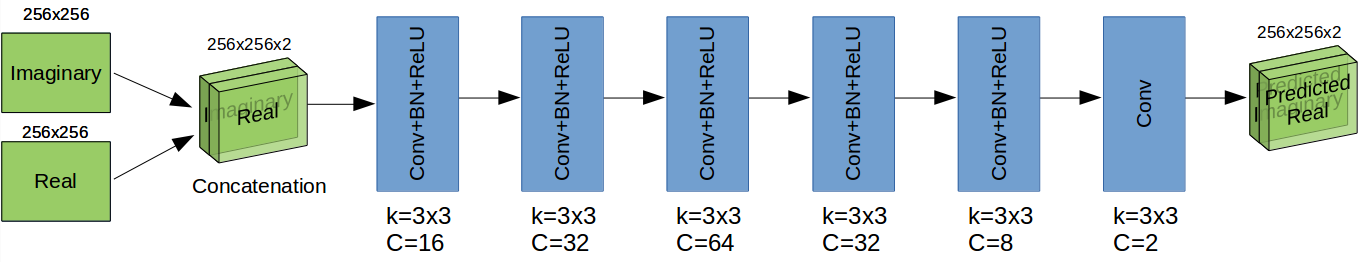 256x256
Imaginary
256x256
Real
256x256x2
Imaginary
Real
Concatenation
Conv+BN+ReLU
k=3x3
C=16
Conv+BN+ReLU
k=3x3
C=32
Conv+BN+ReLU
k=3x3
C=64
Conv+BN+ReLU
k=3x3
C=32
Conv+BN+ReLU
k=3x3
C=8
Conv
k=3x3
C=2
256x256x2
Predicted
Imaginary
Predicted
Real